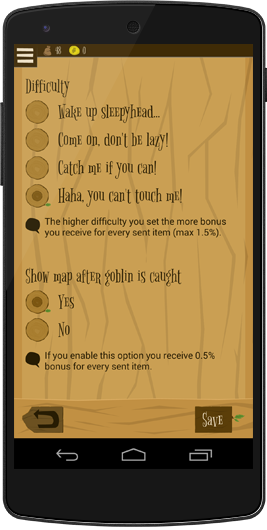 48 0
Difficulty
Wake up sleepyhead...
Come on, don't be lazy!
Catch me if you can!
Haha, you can't touch me!
The higher difficulty you set the more bonus
you receive for every sent item (max 1.5%).
Show map after goblin is caught
Yes
No
If you enable this option you receive 0.5%
bonus for every sent item.
Save